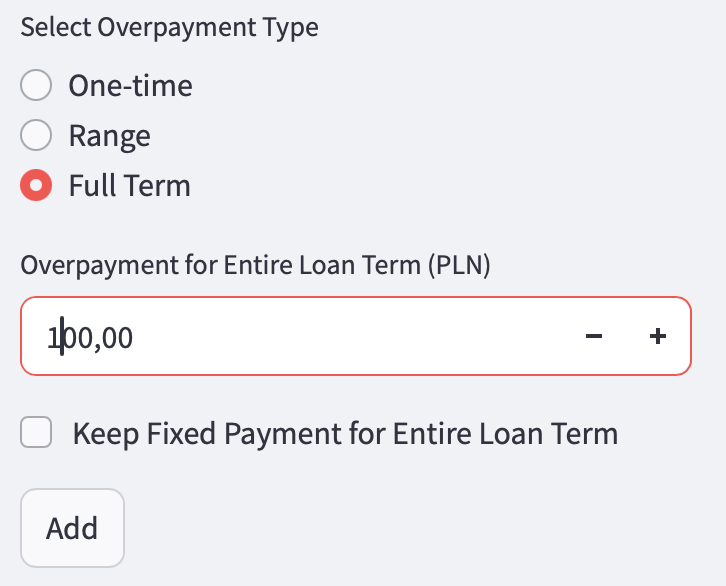 Select Overpayment Type
One-time
Range
Full Term
Overpayment for Entire Loan Term (PLN)
100,00
Keep Fixed Payment for Entire Loan Term
Add